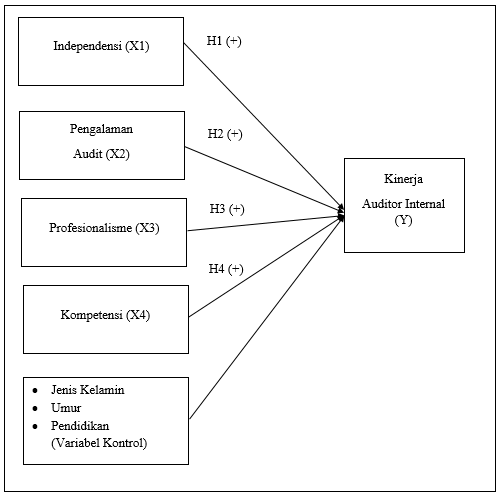 Independensi (X1)
H1 (+)
Pengalaman
Audit (X2)
H2 (+)
Profesionalisme (X3)
H3 (+)
Kompetensi (X4)
H4 (+)
• Jenis Kelamin
• Umur
• Pendidikan
(Variabel Kontrol)
Kinerja
Auditor Internal
(Y)